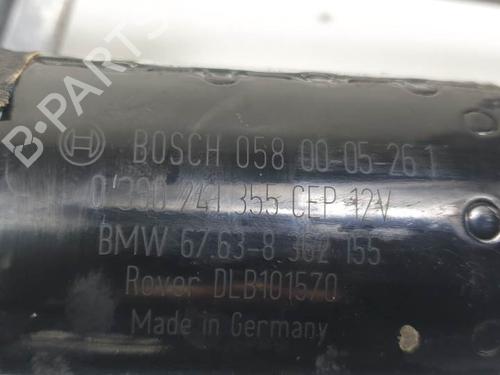 BOSCH 058 00-05-26 1
0 390 241 355 CEP 12V
BMW 67.63-8 362 155
Rover DLB101570
Made in Germany